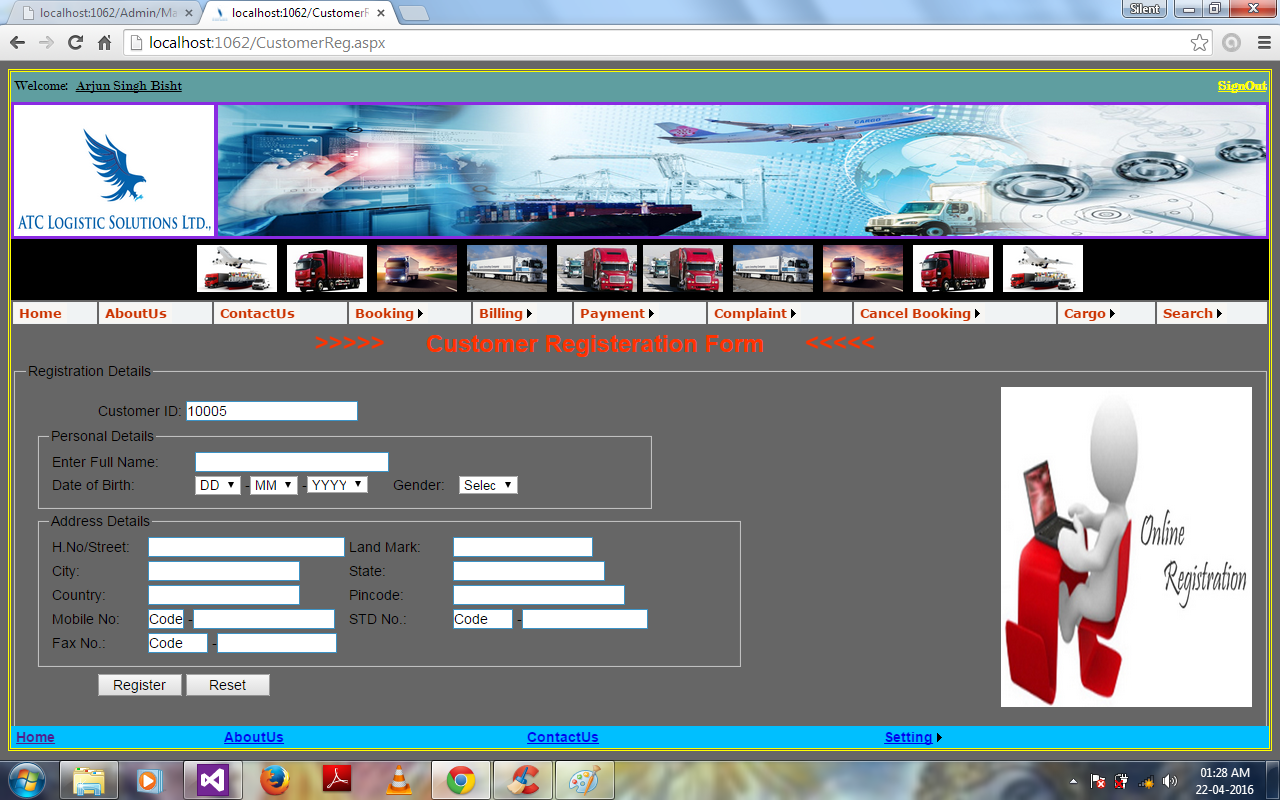 localhost:1062/Admin/Ma
localhost:1062/CustomerR
Silent
localhost:1062/CustomerReg.aspx
Welcome: Arjun Singh Bisht SignOut
CARGO
ATC LOGISTIC SOLUTIONS LTD.,
Home AboutUs ContactUs Booking Billing Payment Complaint Cancel Booking Cargo Search
>>>>> Customer Registeration Form <<<<<
Registration Details
Customer ID: 10005
Personal Details
Enter Full Name:
Date of Birth: DD - MM - YYYY Gender: Selec
Address Details
H.No/Street: Land Mark:
City: State:
Country: Pincode:
Mobile No: Code - STD No.: Code -
Fax No.: Code -
Online
Registration
Register Reset
Home AboutUs ContactUs Setting
01:28 AM
22-04-2016